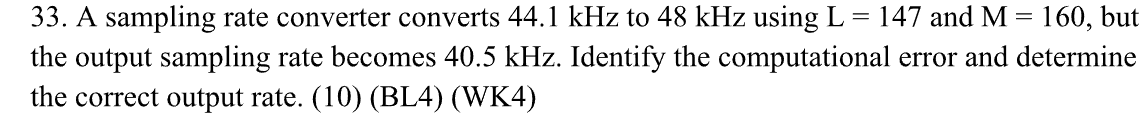 33. A sampling rate converter converts 44.1 kHz to 48 kHz using L = 147 and M = 160, but
the output sampling rate becomes 40.5 kHz. Identify the computational error and determine
the correct output rate. (10) (BL4) (WK4)